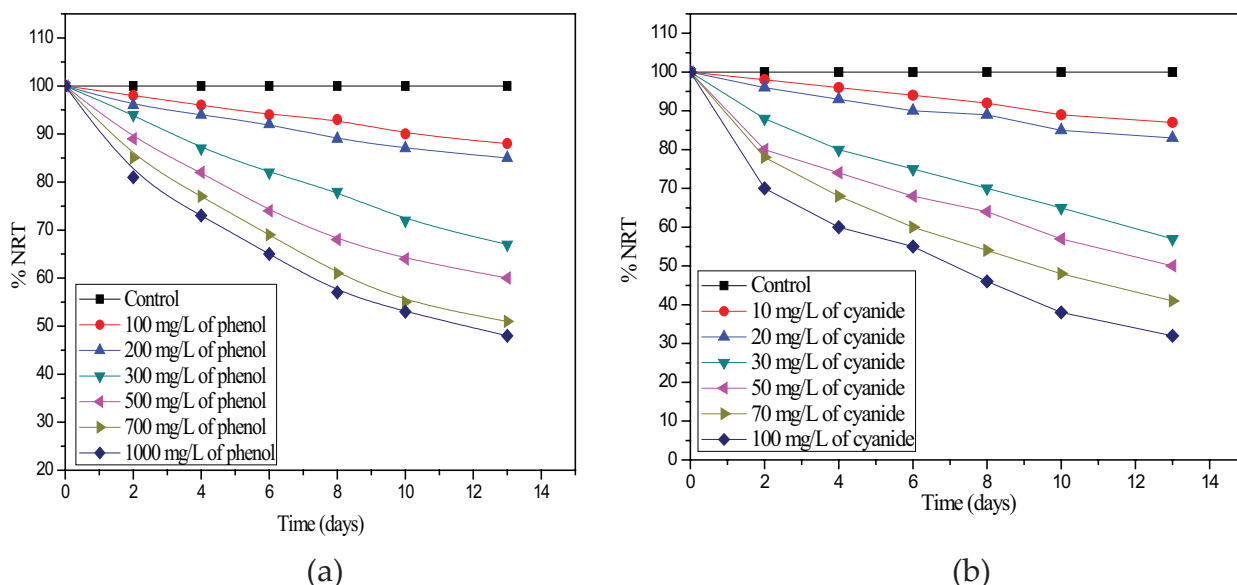 110
100
90
80
70
60
50
40
30
20
% NRT
Control
100 mg/L of phenol
200 mg/L of phenol
300 mg/L of phenol
500 mg/L of phenol
700 mg/L of phenol
1000 mg/L of phenol
0 2 4 6 8 10 12 14
Time (days)
(a)
110
100
90
80
70
60
50
40
30
20
10
0
% NRT
Control
10 mg/L of cyanide
20 mg/L of cyanide
30 mg/L of cyanide
50 mg/L of cyanide
70 mg/L of cyanide
100 mg/L of cyanide
0 2 4 6 8 10 12 14
Time (days)
(b)